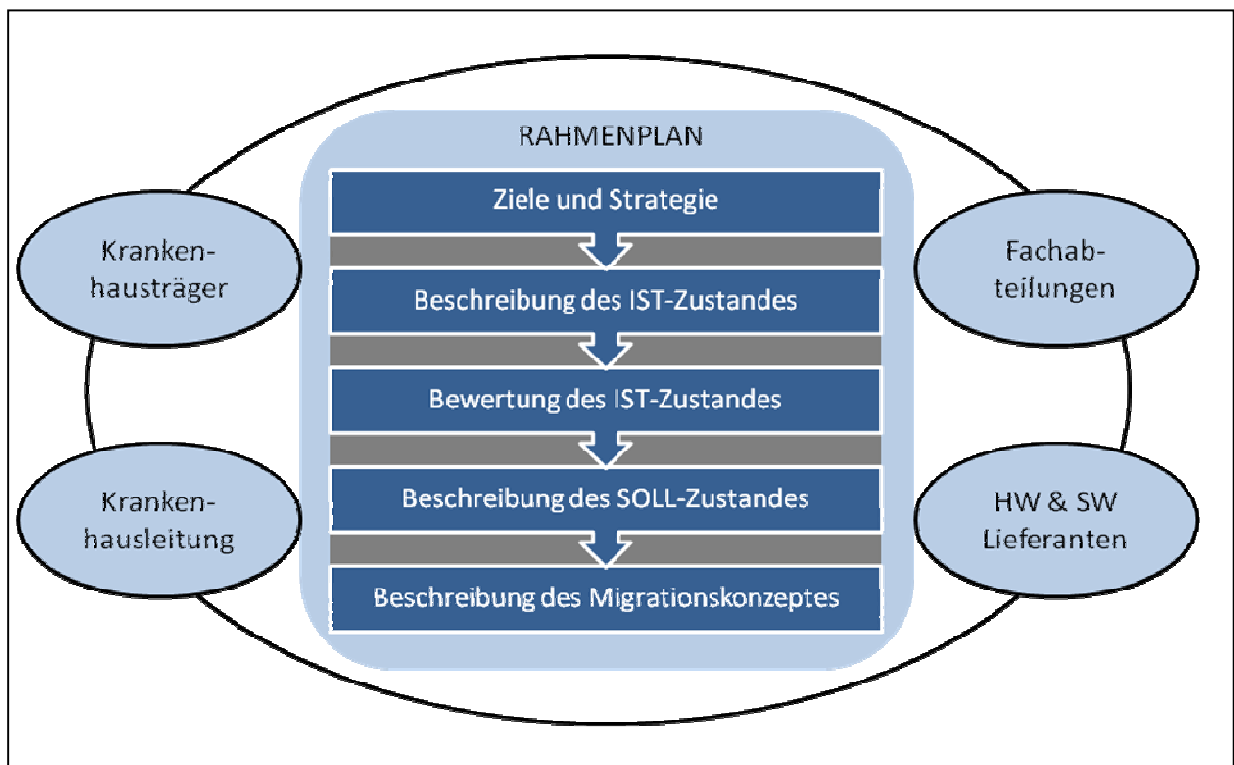 RAHMENPLAN
Ziele und Strategie
Kranken-
hausträger
Fachab-
teilungen
Beschreibung des IST-Zustandes
Bewertung des IST-Zustandes
Kranken-
hausleitung
Beschreibung des SOLL-Zustandes
HW & SW
Lieferanten
Beschreibung des Migrationskonzeptes